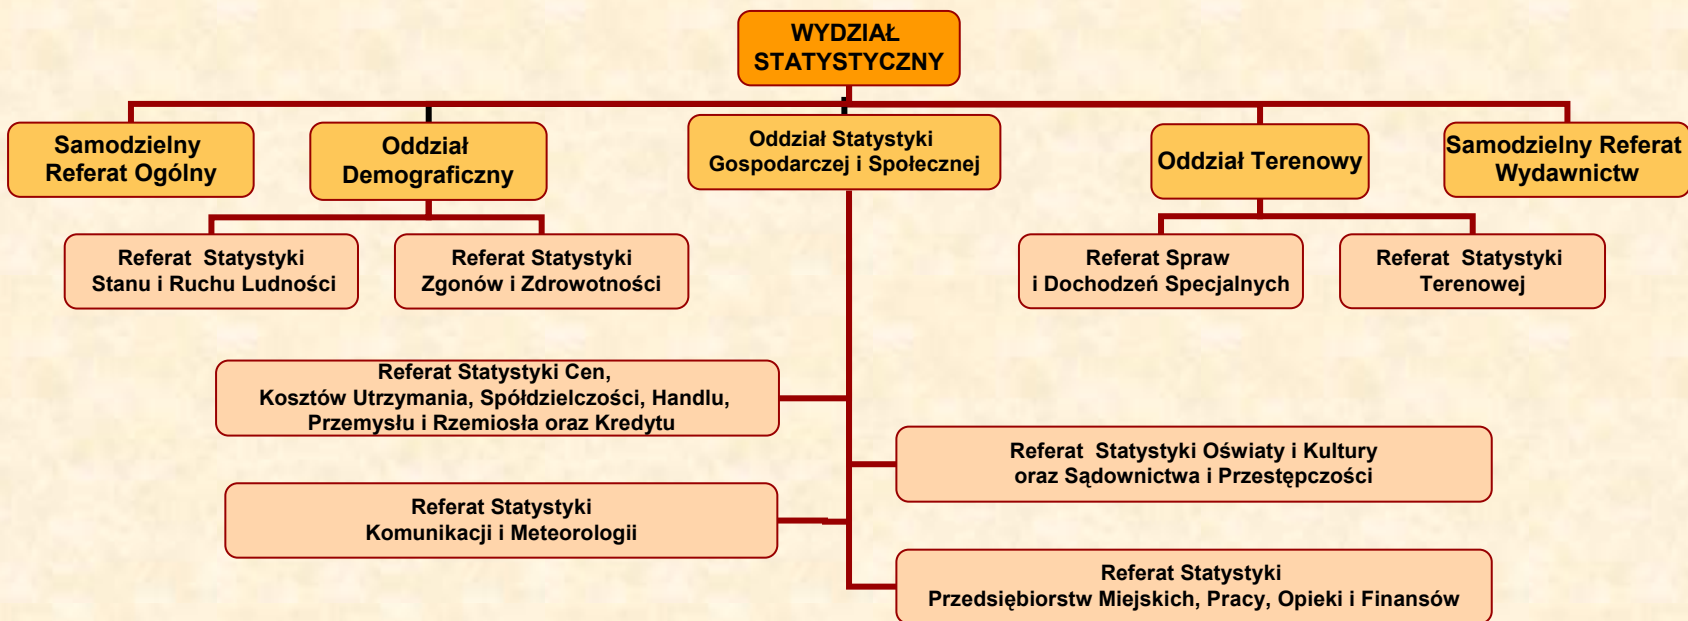 WYDZIAŁ
STATYSTYCZNY
Samodzielny
Referat Ogólny
Oddział
Demograficzny
Oddział Statystyki
Gospodarczej i Społecznej
Oddział Terenowy
Samodzielny Referat
Wydawnictw
Referat Statystyki
Stanu i Ruchu Ludności
Referat Statystyki
Zgonów i Zdrowotności
Referat Spraw
i Dochodzeń Specjalnych
Referat Statystyki
Terenowej
Referat Statystyki Cen,
Kosztów Utrzymania, Spółdzielczości, Handlu,
Przemysłu i Rzemiosła oraz Kredytu
Referat Statystyki Oświaty i Kultury
oraz Sądownictwa i Przestępczości
Referat Statystyki
Komunikacji i Meteorologii
Referat Statystyki
Przedsiębiorstw Miejskich, Pracy, Opieki i Finansów